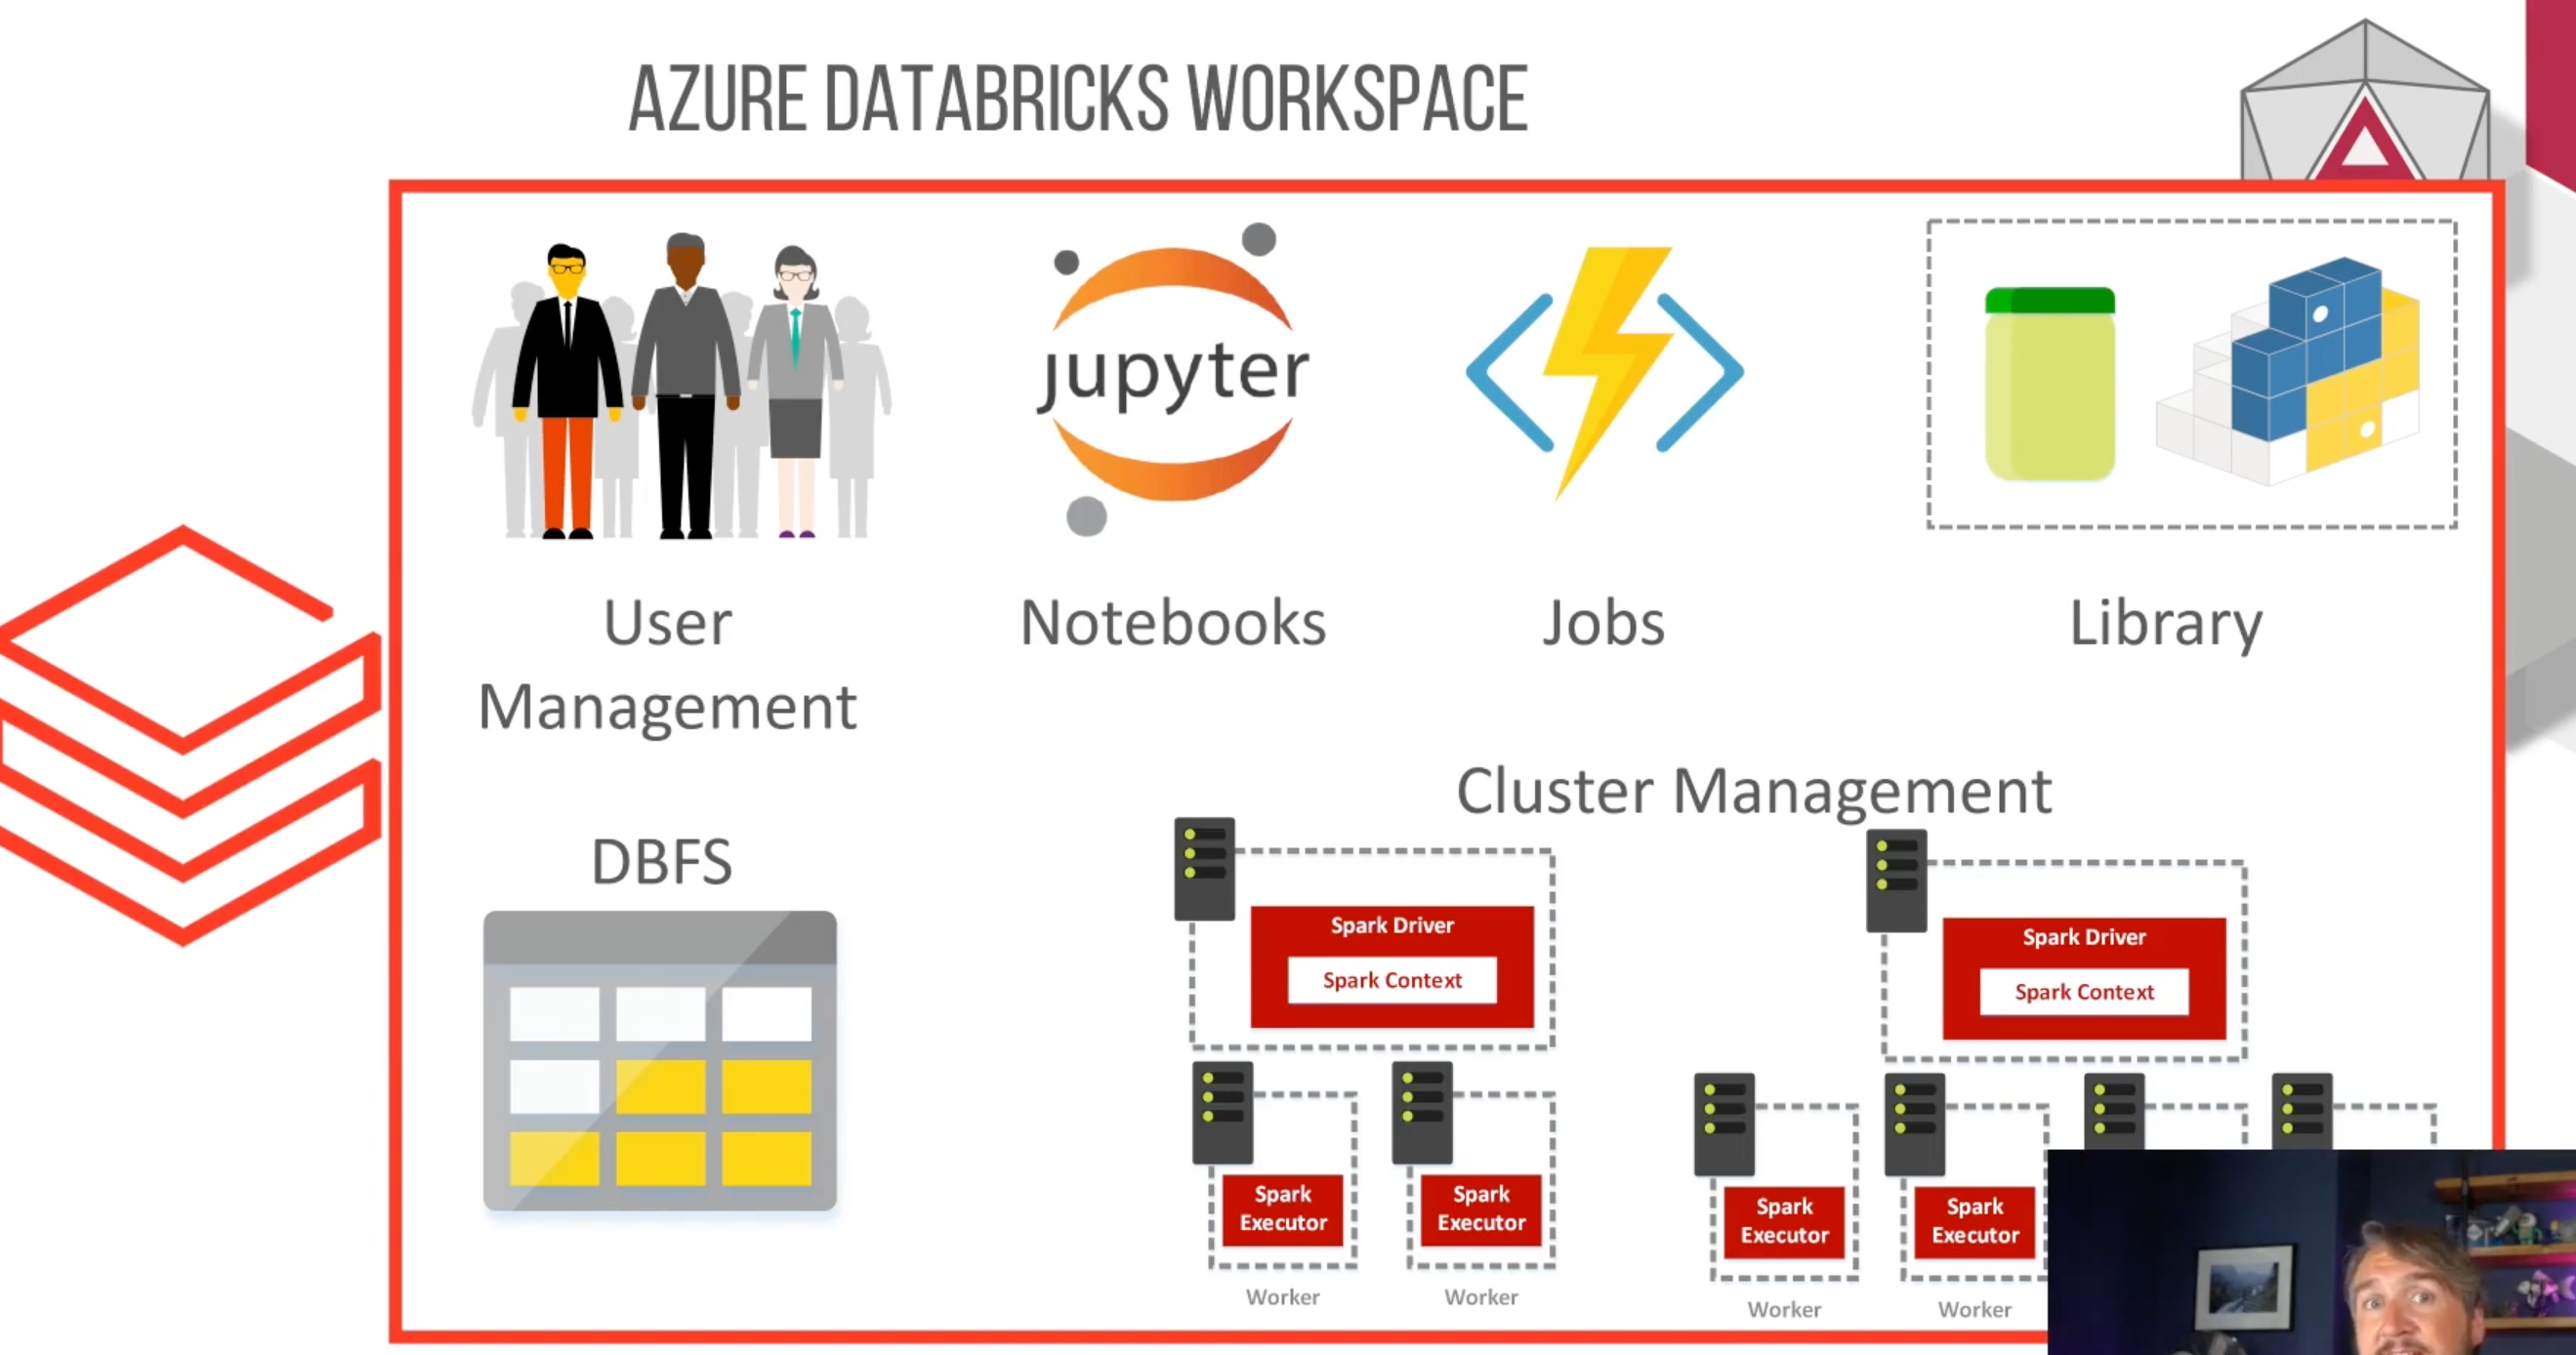 AZURE DATABRICKS WORKSPACE
jupyter
User
Management
Notebooks
Jobs
Library
DBFS
Cluster Management
Spark Driver
Spark Context
Spark
Executor
Worker
Spark
Executor
Worker
Spark Driver
Spark Context
Spark
Executor
Worker
Spark
Executor
Worker